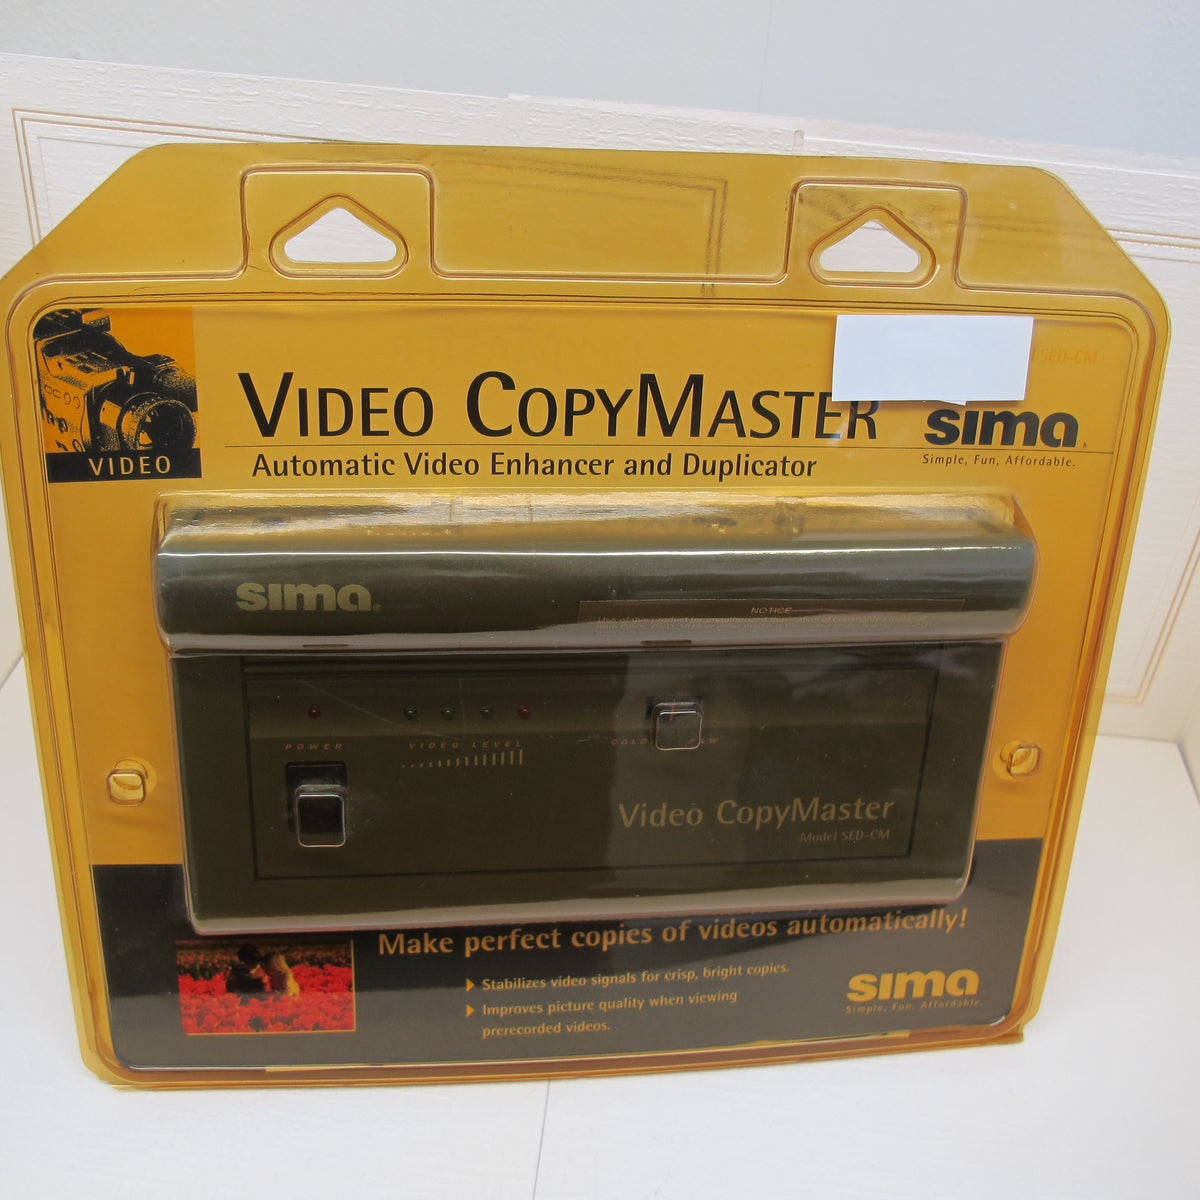 SED-CM
VIDEO COPYMASTER
sima
Simple, Fun, Affordable.
VIDEO
Automatic Video Enhancer and Duplicator
sima
NOTICE
POWER
VIDEO LEVEL
Video CopyMaster
Model SED-CM
Make perfect copies of videos automatically!
Stabilizes video signals for crisp, bright copies.
Improves picture quality when viewing
prerecorded videos.
sima
Simple, Fun, Affordable.